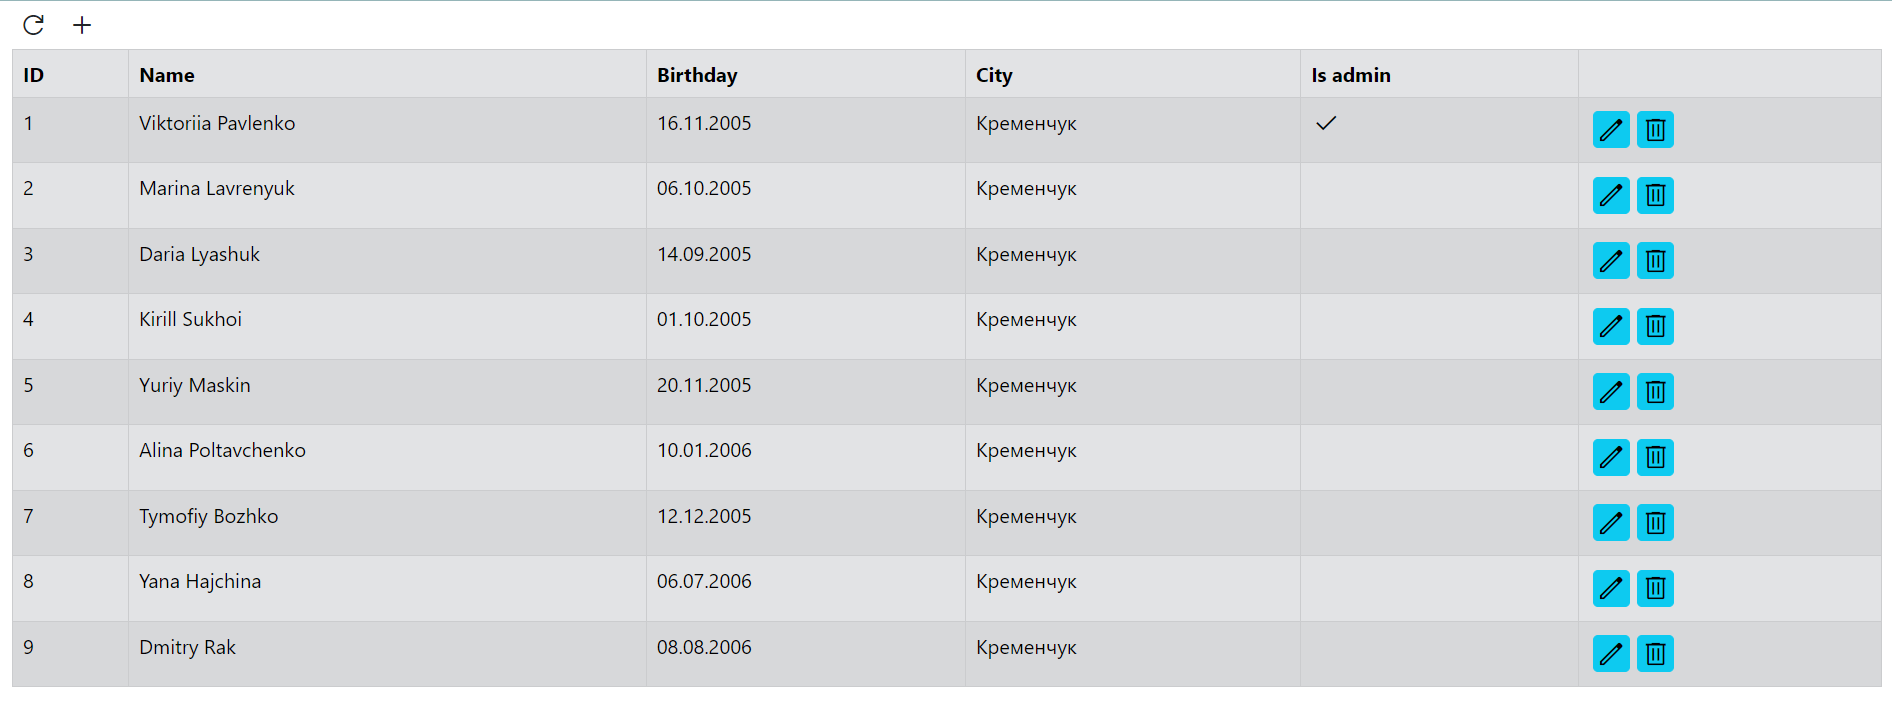 ID Name Birthday City Is admin
1 Viktoriia Pavlenko 16.11.2005 Кременчук
2 Marina Lavrenyuk 06.10.2005 Кременчук
3 Daria Lyashuk 14.09.2005 Кременчук
4 Kirill Sukhoi 01.10.2005 Кременчук
5 Yuriy Maskin 20.11.2005 Кременчук
6 Alina Poltavchenko 10.01.2006 Кременчук
7 Tymofiy Bozhko 12.12.2005 Кременчук
8 Yana Hajchina 06.07.2006 Кременчук
9 Dmitry Rak 08.08.2006 Кременчук